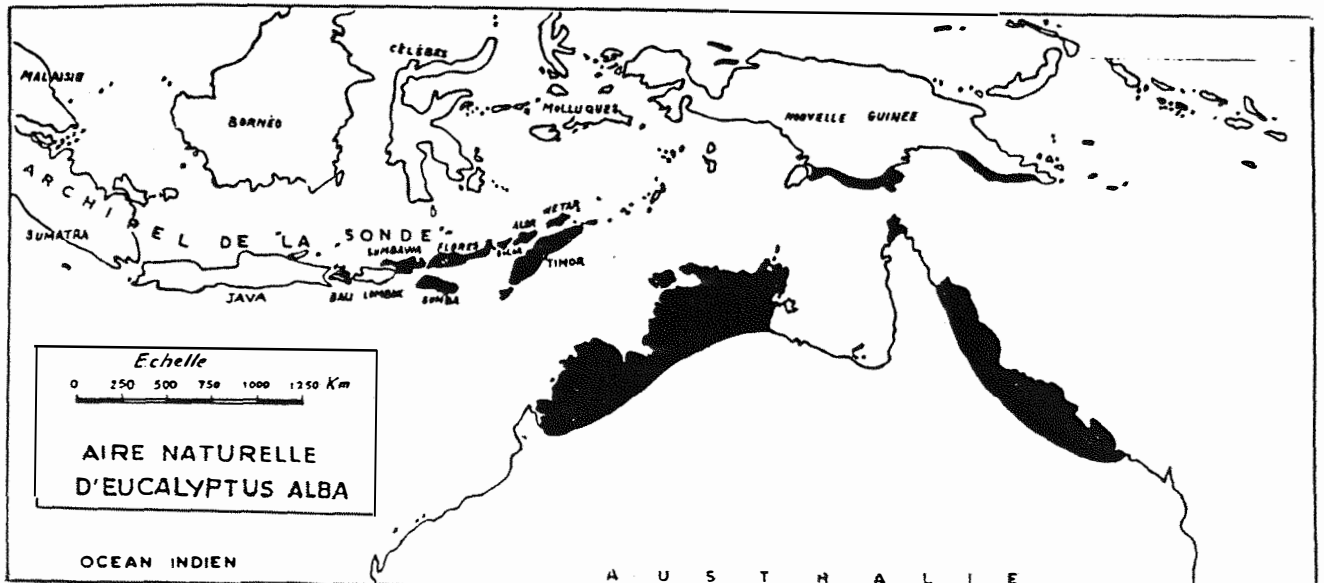 CÉLÈBES
MALAISIE
BORNÉO
MOLLUQUES
NOUVELLE GUINEE
ARCHIPEL DE LA SONDE
SUMATRA
WETAR
ALOR
SUMBAWA
FLORES
TIMOR
JAVA
BALI
LOMBOK
SUMBA
Echelle
0 250 500 750 1000 1250 Km
AIRE NATURELLE
D'EUCALYPTUS ALBA
OCEAN INDIEN
AUSTRALIE